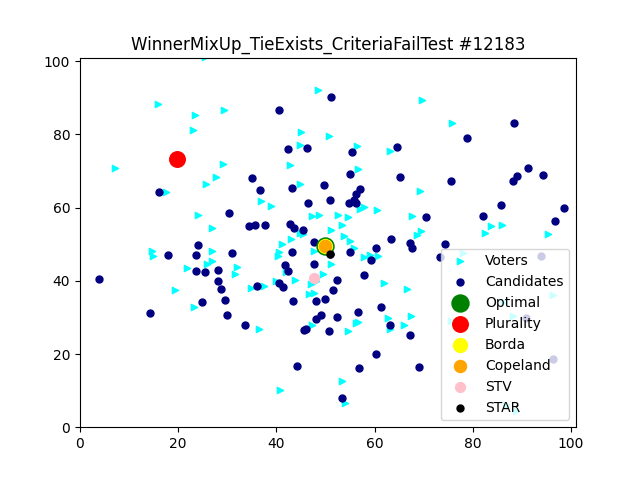 WinnerMixUp_TieExists_CriteriaFailTest #12183
100
80
60
40
20
0
0
20
40
60
80
100
Voters
Candidates
Optimal
Plurality
Borda
Copeland
STV
STAR